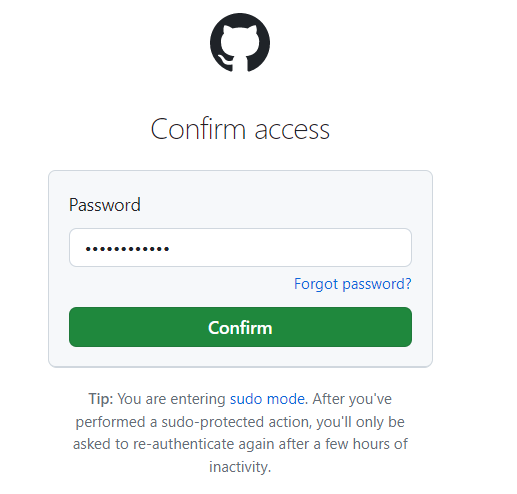 Confirm access
Password
••••••••••••
Forgot password?
Confirm
Tip: You are entering sudo mode. After you've
performed a sudo-protected action, you'll only be
asked to re-authenticate again after a few hours of
inactivity.